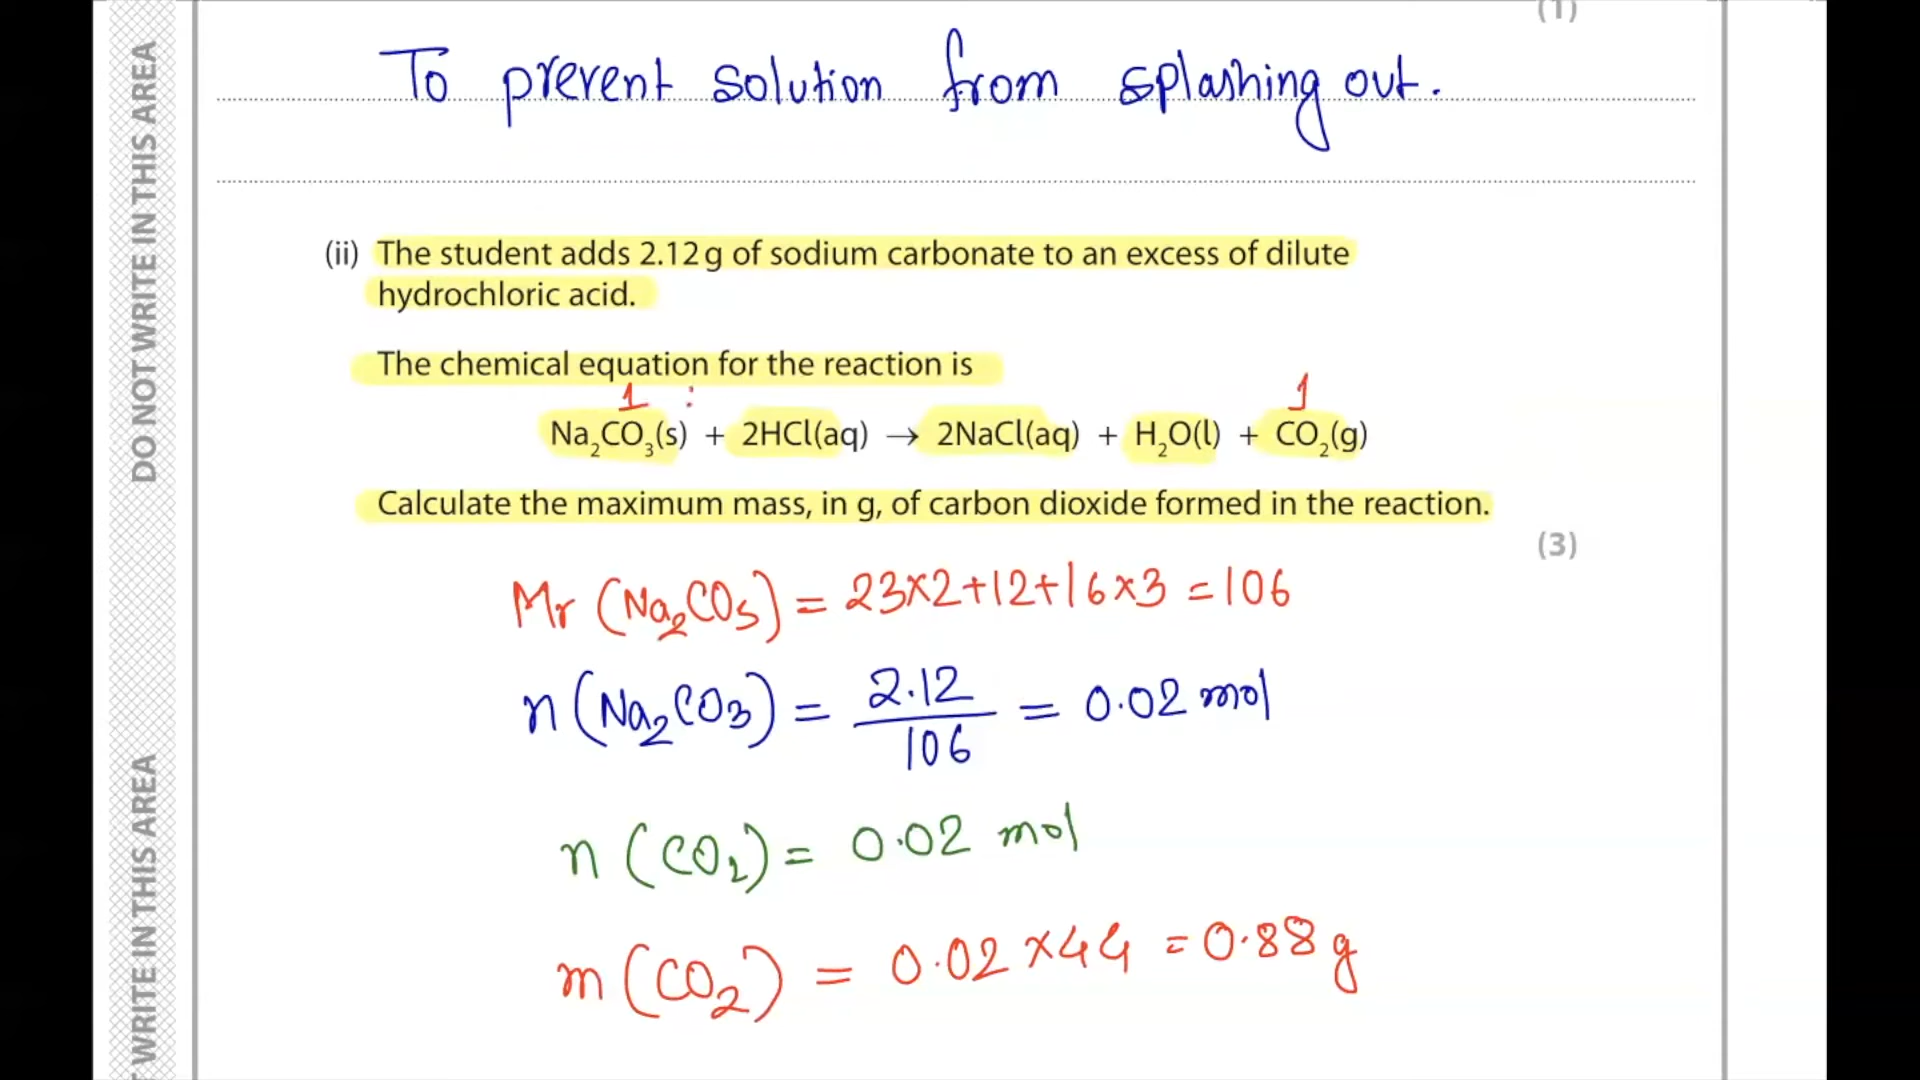 (1)
To prevent solution from splashing out.
(ii) The student adds 2.12 g of sodium carbonate to an excess of dilute
hydrochloric acid.
The chemical equation for the reaction is
1 : 1
Na₂CO₃(s) + 2HCl(aq) → 2NaCl(aq) + H₂O(l) + CO₂(g)
Calculate the maximum mass, in g, of carbon dioxide formed in the reaction.
(3)
Mr (Na₂CO₃) = 23×2+12+16×3 = 106
n (Na₂CO₃) = 2.12/106 = 0.02 mol
n (CO₂) = 0.02 mol
m (CO₂) = 0.02 ×44 = 0.88 g
DO NOT WRITE IN THIS AREA
WRITE IN THIS AREA